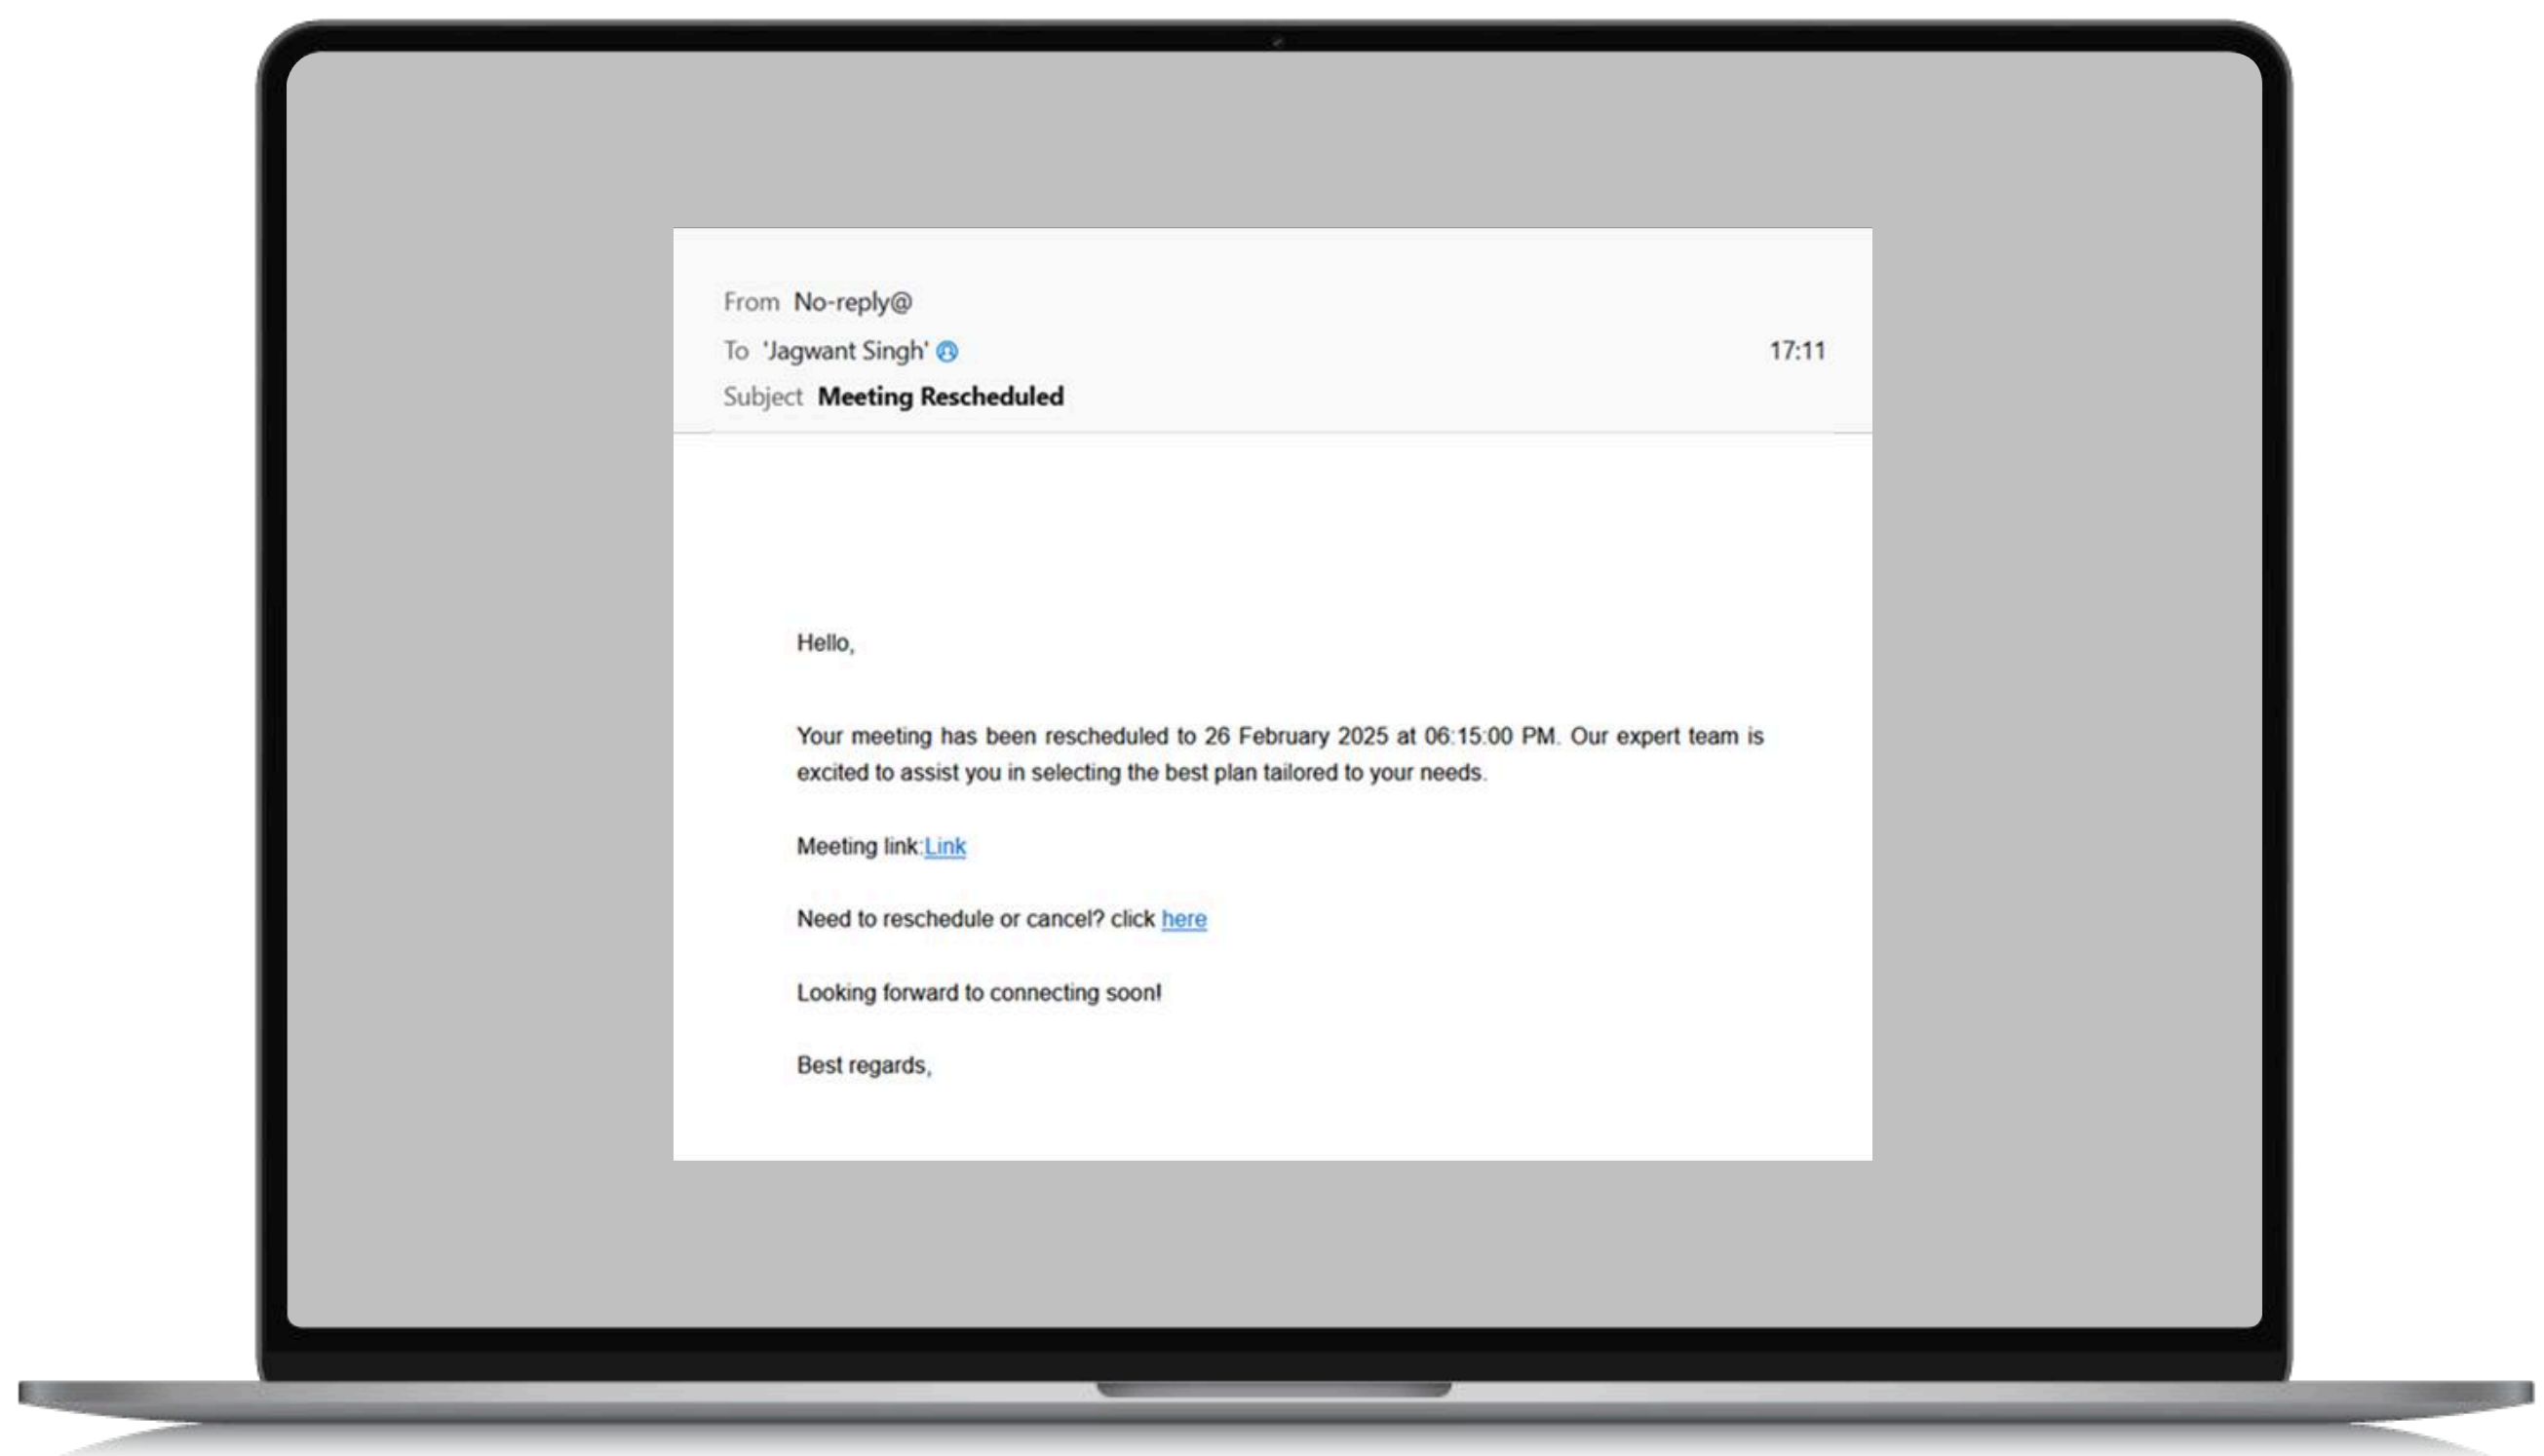 From No-reply@
To 'Jagwant Singh'
17:11
Subject Meeting Rescheduled
Hello,
Your meeting has been rescheduled to 26 February 2025 at 06:15:00 PM. Our expert team is
excited to assist you in selecting the best plan tailored to your needs.
Meeting link:Link
Need to reschedule or cancel? click here
Looking forward to connecting soon!
Best regards,